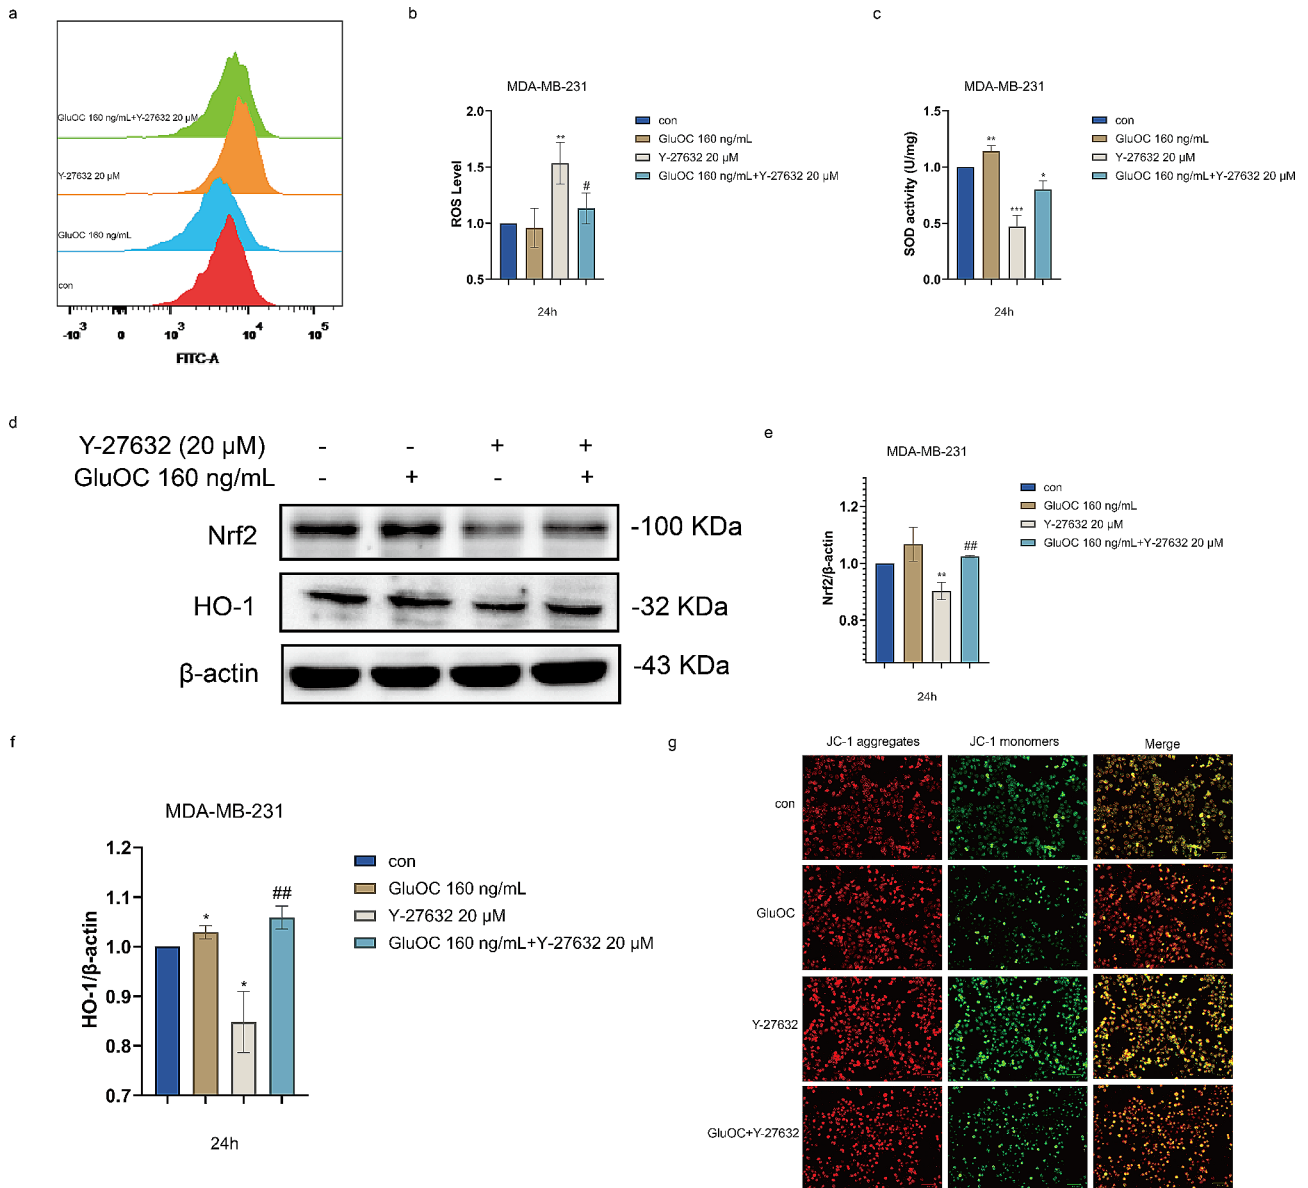 a
GluOC 160 ng/mL+Y-27632 20 μM
Y-27632 20 μM
GluOC 160 ng/mL
con
-10³ 0 10³ 10⁴ 10⁵
FITC-A
b
MDA-MB-231
2.0
1.5
1.0
0.5
ROS Level
**
#
24h
con
GluOC 160 ng/mL
Y-27632 20 μM
GluOC 160 ng/mL+Y-27632 20 μM
c
MDA-MB-231
1.5
1.0
0.5
0.0
SOD activity (U/mg)
**
***
*
24h
con
GluOC 160 ng/mL
Y-27632 20 μM
GluOC 160 ng/mL+Y-27632 20 μM
d
Y-27632 (20 μM) - - + +
GluOC 160 ng/mL - + - +
Nrf2 -100 KDa
HO-1 -32 KDa
β-actin -43 KDa
e
MDA-MB-231
1.2
1.0
0.8
Nrf2/β-actin
**
##
24h
con
GluOC 160 ng/mL
Y-27632 20 μM
GluOC 160 ng/mL+Y-27632 20 μM
f
MDA-MB-231
1.2
1.1
1.0
0.9
0.8
0.7
HO-1/β-actin
*
*
##
24h
con
GluOC 160 ng/mL
Y-27632 20 μM
GluOC 160 ng/mL+Y-27632 20 μM
g
JC-1 aggregates JC-1 monomers Merge
con
GluOC
Y-27632
GluOC+Y-27632